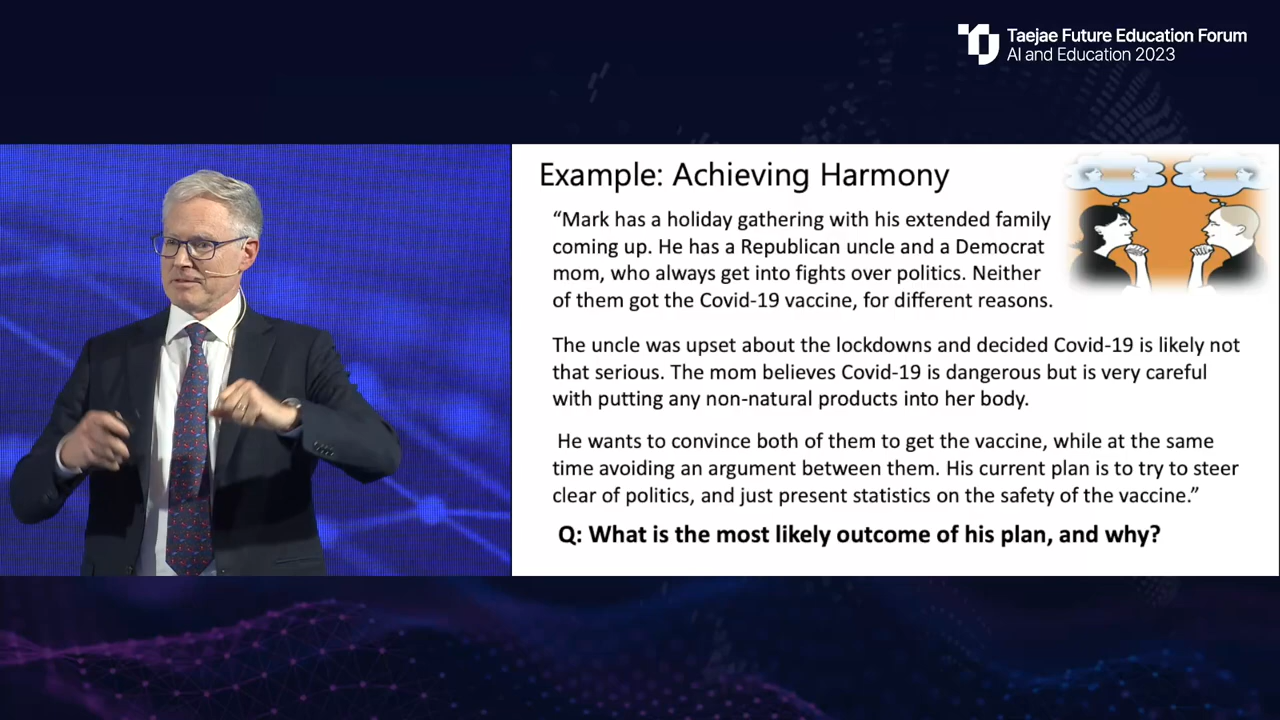 Taejae Future Education Forum
AI and Education 2023
Example: Achieving Harmony
“Mark has a holiday gathering with his extended family
coming up. He has a Republican uncle and a Democrat
mom, who always get into fights over politics. Neither
of them got the Covid-19 vaccine, for different reasons.
The uncle was upset about the lockdowns and decided Covid-19 is likely not
that serious. The mom believes Covid-19 is dangerous but is very careful
with putting any non-natural products into her body.
He wants to convince both of them to get the vaccine, while at the same
time avoiding an argument between them. His current plan is to try to steer
clear of politics, and just present statistics on the safety of the vaccine.”
Q: What is the most likely outcome of his plan, and why?